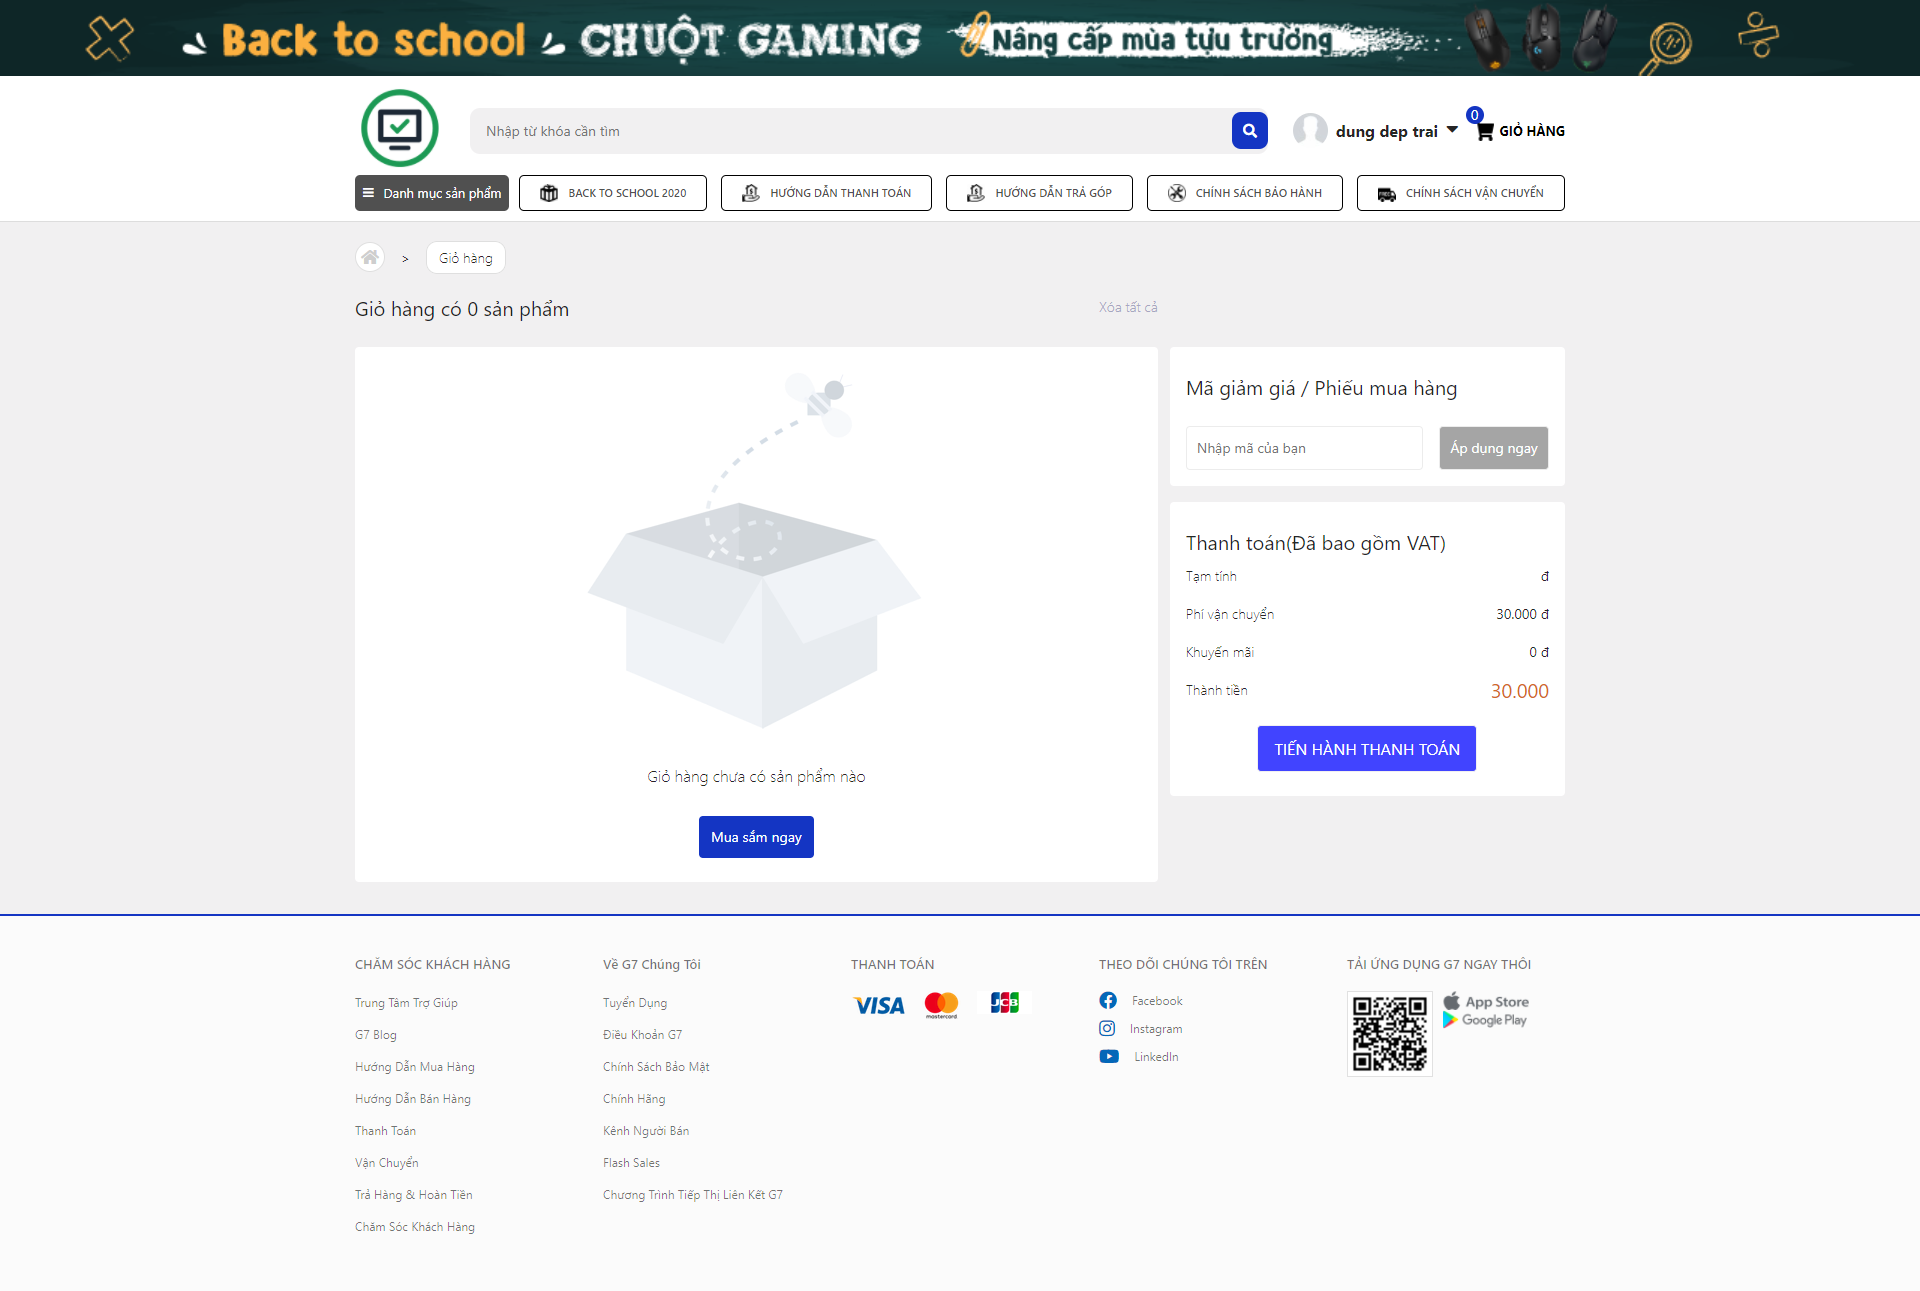 Back to school CHUỘT GAMING Nâng cấp mùa tựu trường
Nhập từ khóa cần tìm
dung dep trai
0
GIỎ HÀNG
Danh mục sản phẩm
BACK TO SCHOOL 2020
HƯỚNG DẪN THANH TOÁN
HƯỚNG DẪN TRẢ GÓP
CHÍNH SÁCH BẢO HÀNH
CHÍNH SÁCH VẬN CHUYỂN
> Giỏ hàng
Giỏ hàng có 0 sản phẩm
Xóa tất cả
Giỏ hàng chưa có sản phẩm nào
Mua sắm ngay
Mã giảm giá / Phiếu mua hàng
Nhập mã của bạn
Áp dụng ngay
Thanh toán(Đã bao gồm VAT)
Tạm tính đ
Phí vận chuyển 30.000 đ
Khuyến mãi 0 đ
Thành tiền 30.000
TIẾN HÀNH THANH TOÁN
CHĂM SÓC KHÁCH HÀNG
Trung Tâm Trợ Giúp
G7 Blog
Hướng Dẫn Mua Hàng
Hướng Dẫn Bán Hàng
Thanh Toán
Vận Chuyển
Trả Hàng & Hoàn Tiền
Chăm Sóc Khách Hàng
Về G7 Chúng Tôi
Tuyển Dụng
Điều Khoản G7
Chính Sách Bảo Mật
Chính Hãng
Kênh Người Bán
Flash Sales
Chương Trình Tiếp Thị Liên Kết G7
THANH TOÁN
VISA
mastercard
JCB
THEO DÕI CHÚNG TÔI TRÊN
Facebook
Instagram
LinkedIn
TẢI ỨNG DỤNG G7 NGAY THÔI
App Store
Google Play